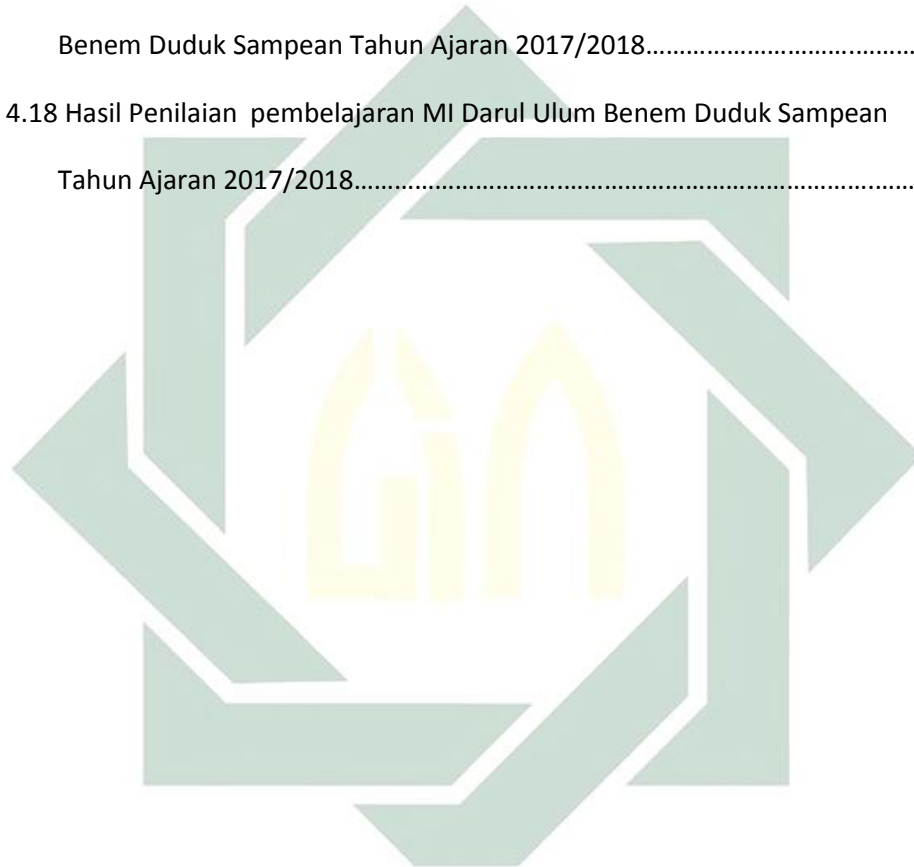 Benem Duduk Sampean Tahun Ajaran 2017/2018……………………………………
4.18 Hasil Penilaian  pembelajaran MI Darul Ulum Benem Duduk Sampean
Tahun Ajaran 2017/2018……………………………………………………………………………